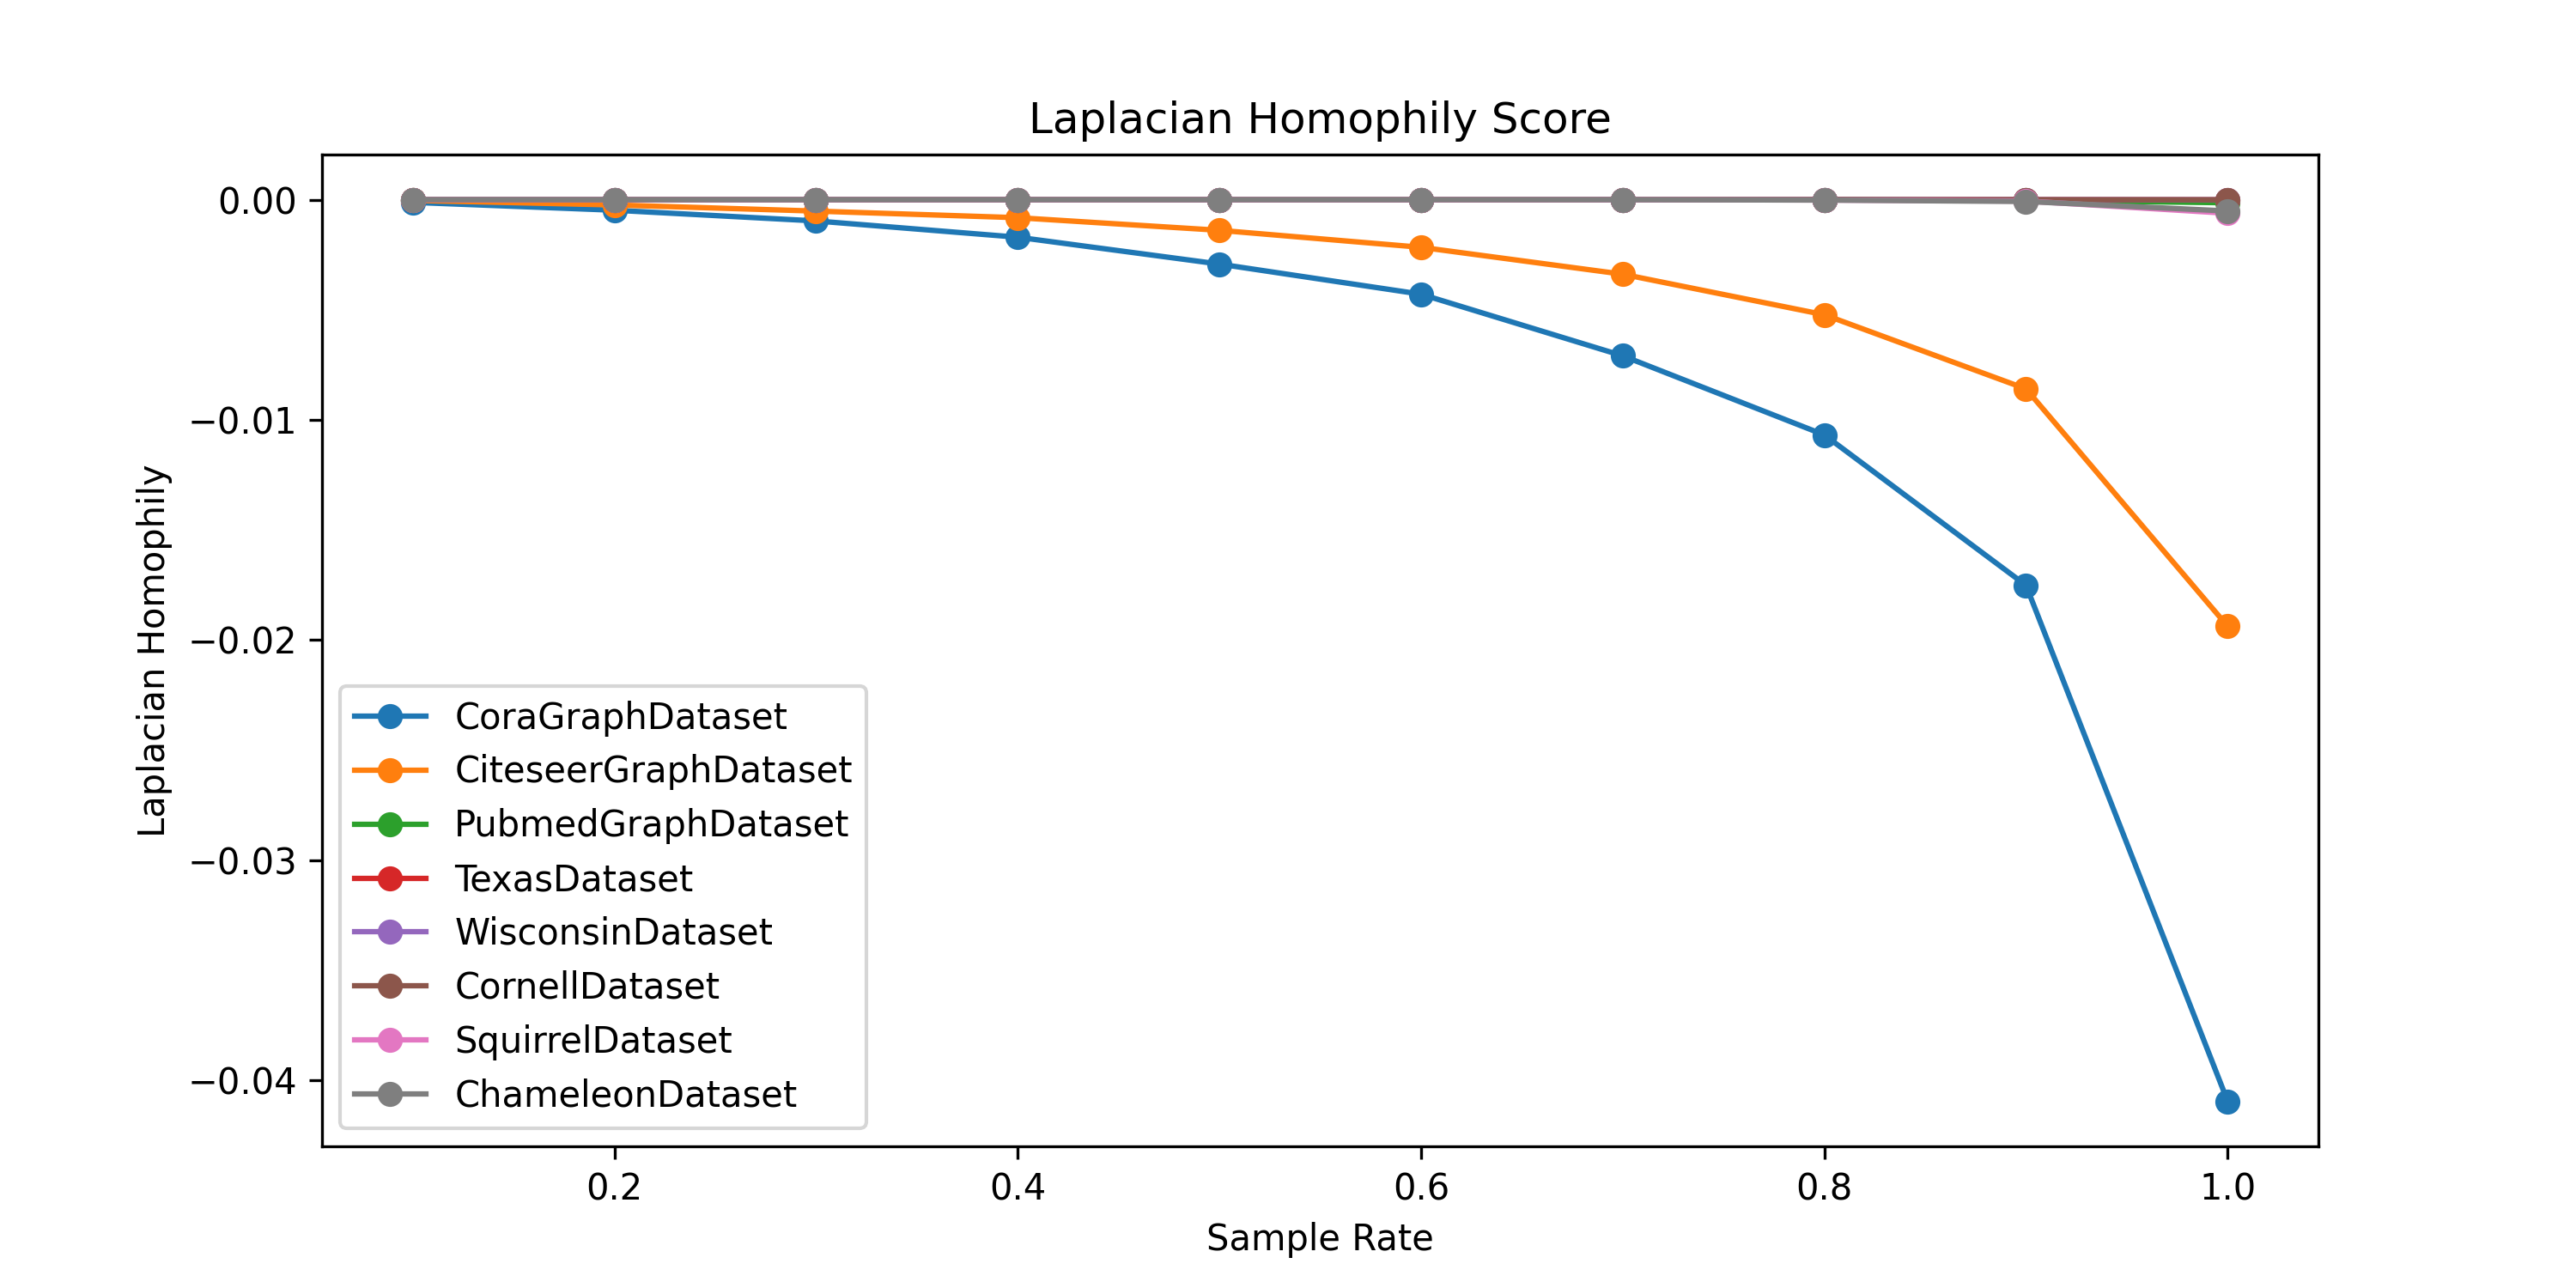 Laplacian Homophily Score
Laplacian Homophily
0.00
−0.01
−0.02
−0.03
−0.04
CoraGraphDataset
CiteseerGraphDataset
PubmedGraphDataset
TexasDataset
WisconsinDataset
CornellDataset
SquirrelDataset
ChameleonDataset
0.2 0.4 0.6 0.8 1.0
Sample Rate